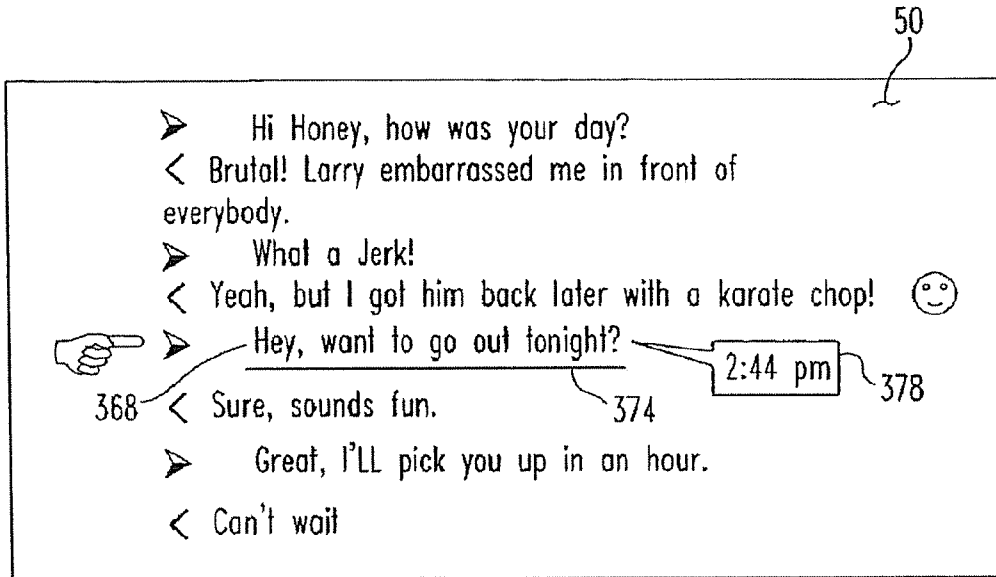 50
➢ Hi Honey, how was your day?
< Brutal! Larry embarrassed me in front of
everybody.
➢ What a Jerk!
< Yeah, but I got him back later with a karate chop!
➢ Hey, want to go out tonight?
2:44 pm
368
374
378
< Sure, sounds fun.
➢ Great, I'LL pick you up in an hour.
< Can't wait